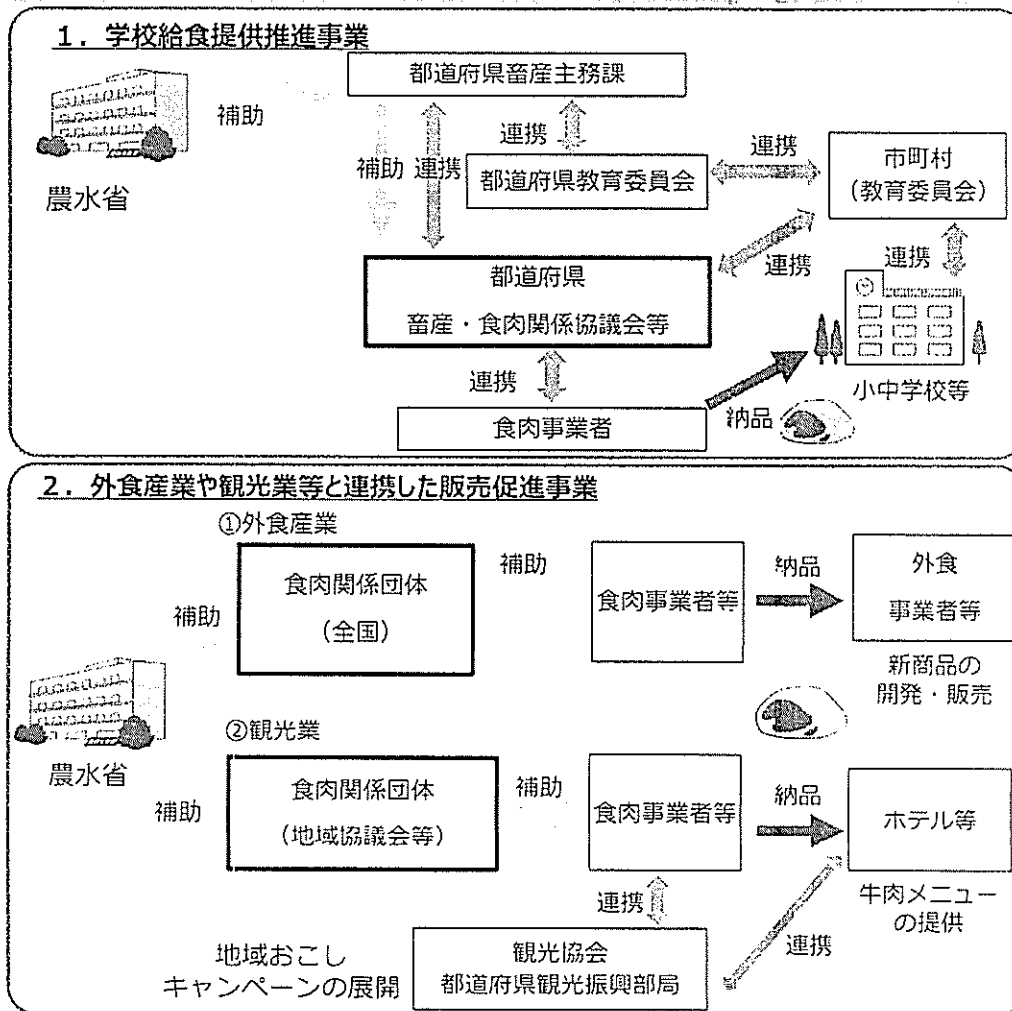 1．学校給食提供推進事業
都道府県畜産主務課
補助
連携
補助 連携
都道府県教育委員会
連携
市町村
（教育委員会）
農水省
連携
連携
都道府県
畜産・食肉関係協議会等
連携
小中学校等
食肉事業者
納品
2．外食産業や観光業等と連携した販売促進事業
①外食産業
食肉関係団体
（全国）
補助
補助
食肉事業者等
納品
外食
事業者等
新商品の
開発・販売
農水省
②観光業
食肉関係団体
（地域協議会等）
補助
補助
食肉事業者等
納品
ホテル等
牛肉メニュー
の提供
連携
連携
地域おこし
キャンペーンの展開
観光協会
都道府県観光振興部局